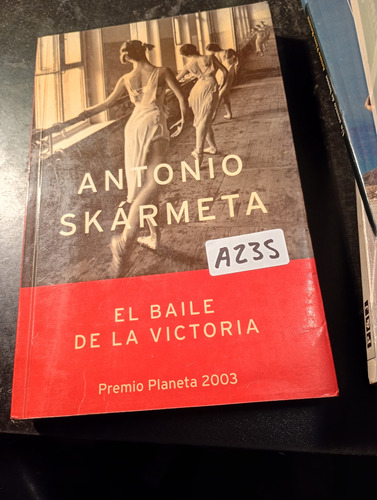 ANTONIO
SKÁRMETA
A235
EL BAILE
DE LA VICTORIA
Premio Planeta 2003